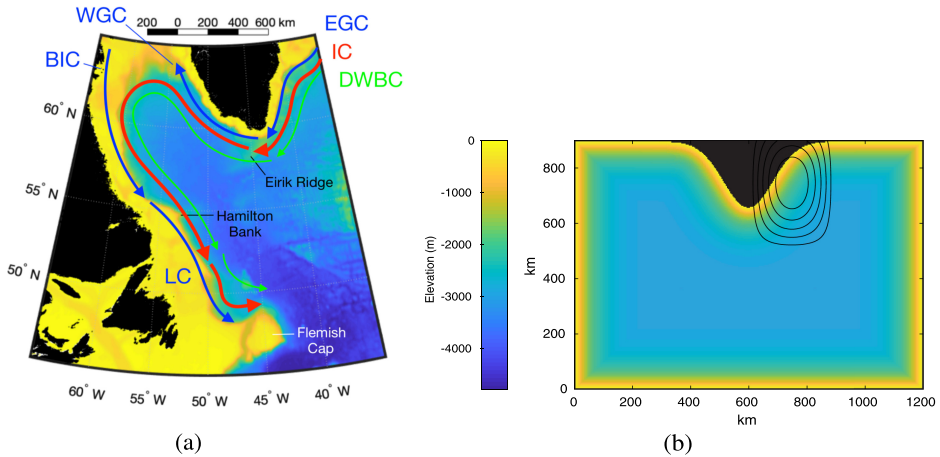 WGC
200 0 200 400 600 km
EGC
BIC
IC
DWBC
60° N
Eirik Ridge
55° N
Hamilton
Bank
50° N
LC
Flemish
Cap
60° W
55° W
50° W
45° W
40° W
(a)
0
-1000
-2000
-3000
-4000
Elevation (m)
800
600
400
200
0
km
0 200 400 600 800 1000 1200
km
(b)